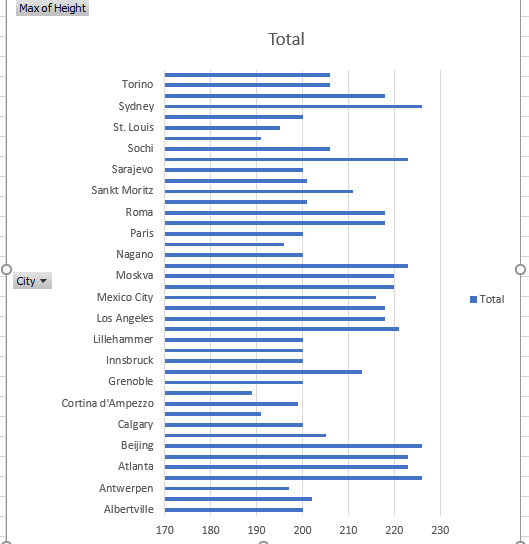 Max of Height
Total
Torino
Sydney
St. Louis
Sochi
Sarajevo
Sankt Moritz
Roma
Paris
Nagano
City
Moskva
Mexico City
Total
Los Angeles
Lillehammer
Innsbruck
Grenoble
Cortina d'Ampezzo
Calgary
Beijing
Atlanta
Antwerpen
Albertville
170 180 190 200 210 220 230